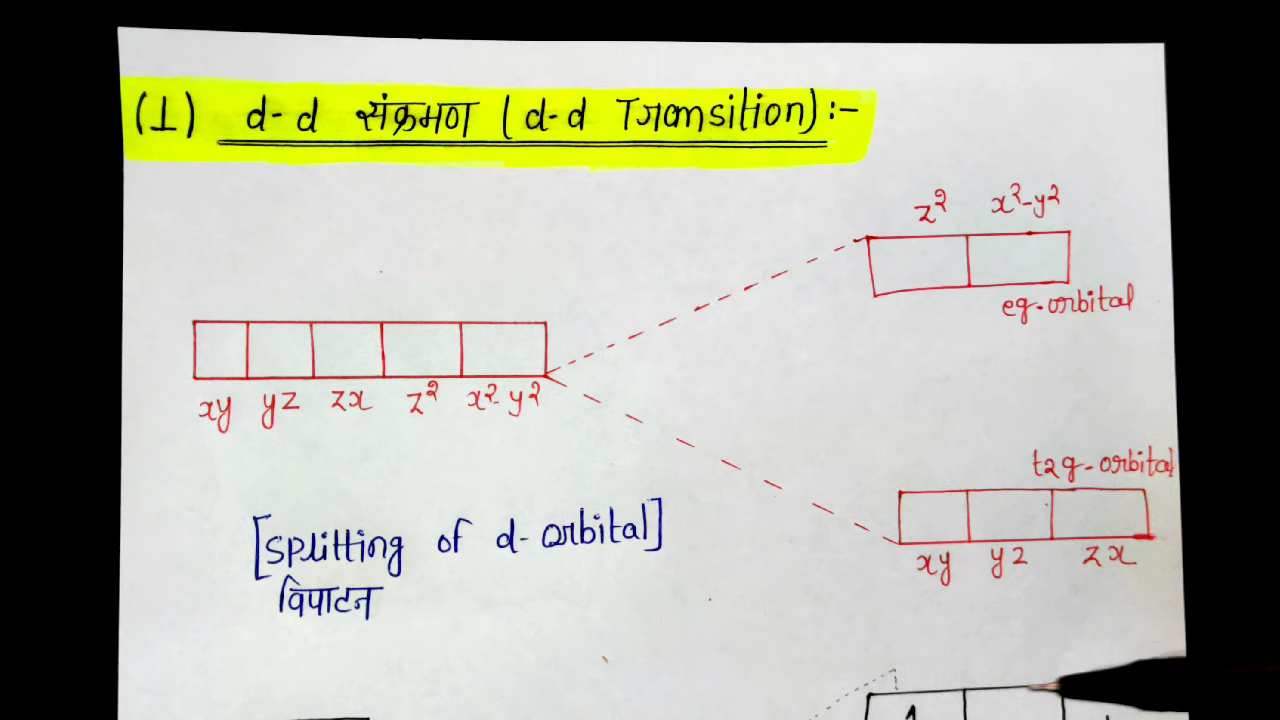 (1) d-d संक्रमण (d-d Transition):-
z² x²-y²
eg-orbital
xy yz zx z² x²-y²
t2g-orbital
xy yz zx
[splitting of d-orbital]
विपाटन